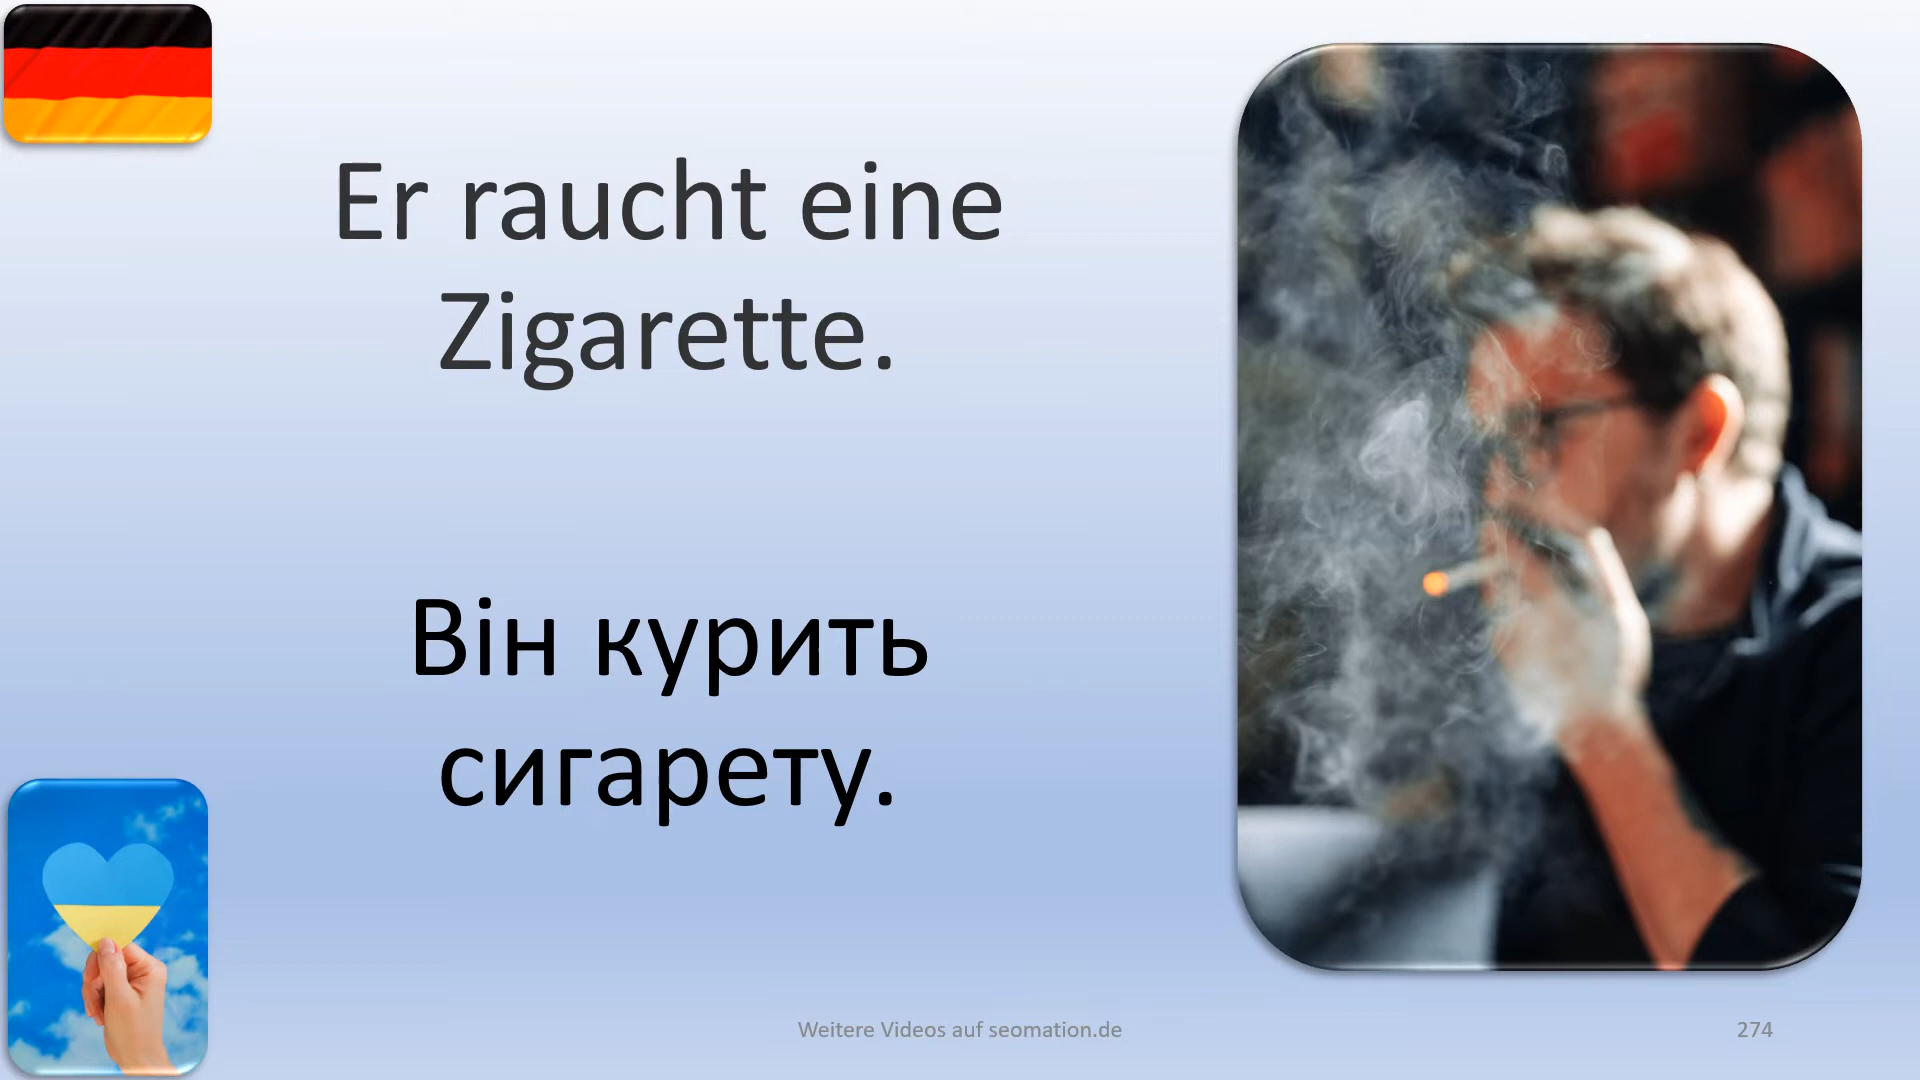 Er raucht eine
Zigarette.
Він курить
сигарету.
Weitere Videos auf seomation.de
274